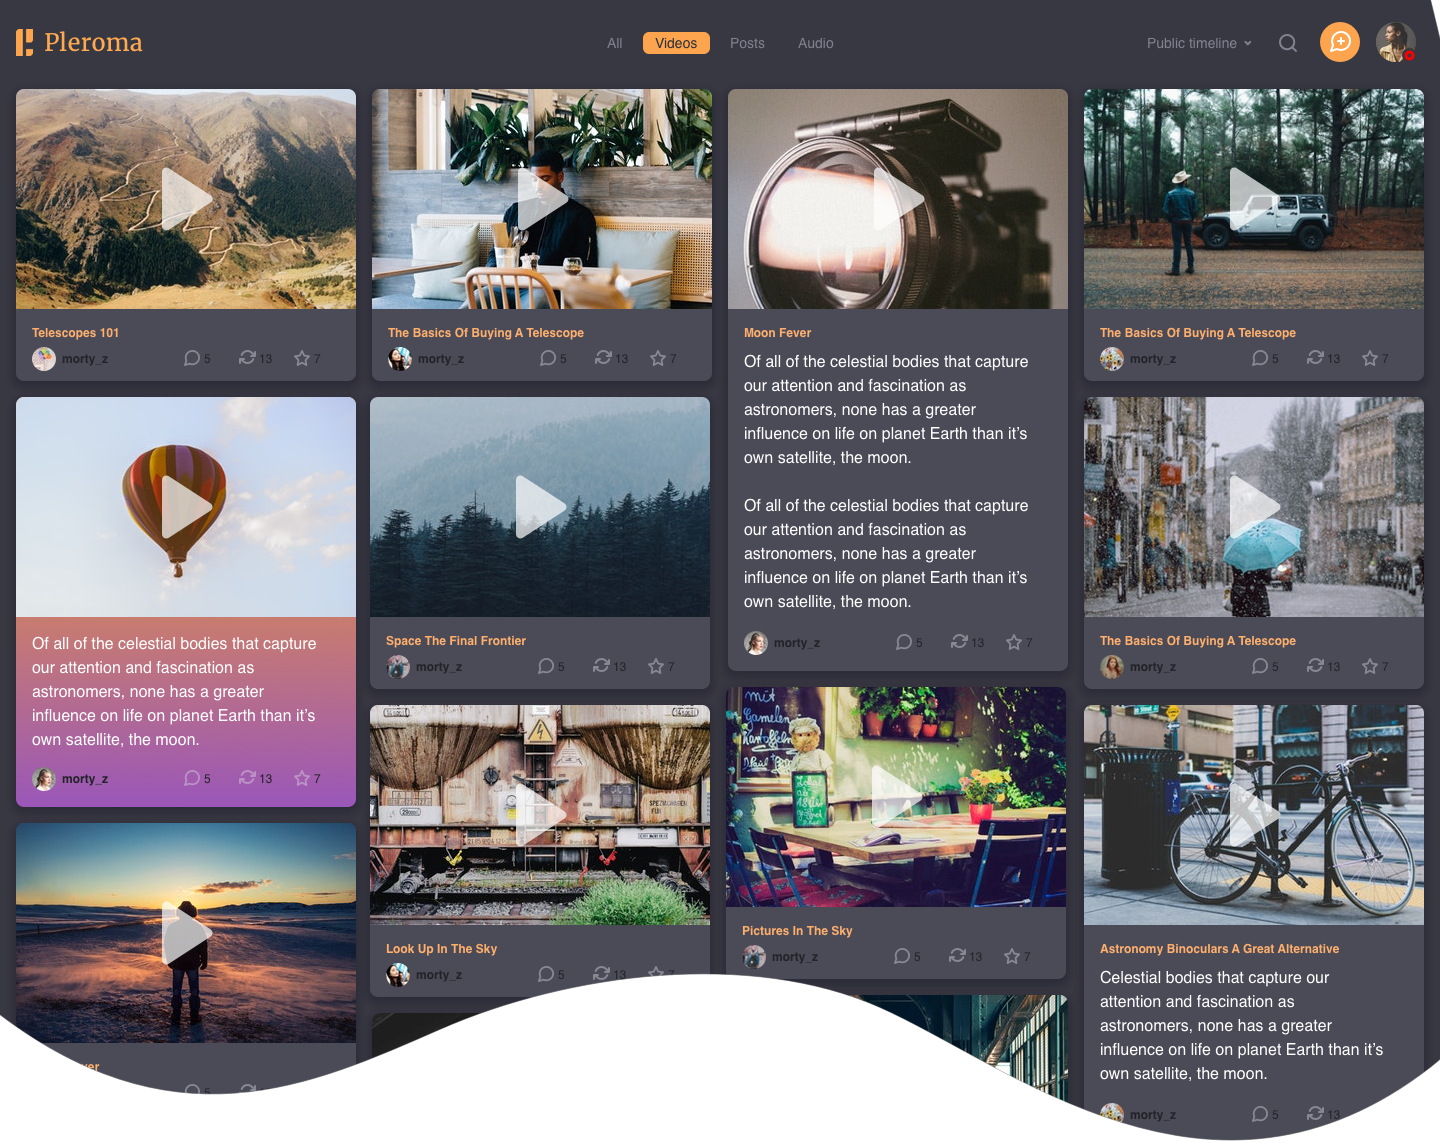 Pleroma
All
Videos
Posts
Audio
Public timeline
Telescopes 101
morty_z
5
13
7
The Basics Of Buying A Telescope
morty_z
5
13
7
Moon Fever
Of all of the celestial bodies that capture
our attention and fascination as
astronomers, none has a greater
influence on life on planet Earth than it’s
own satellite, the moon.
Of all of the celestial bodies that capture
our attention and fascination as
astronomers, none has a greater
influence on life on planet Earth than it’s
own satellite, the moon.
morty_z
5
13
7
The Basics Of Buying A Telescope
morty_z
5
13
7
Of all of the celestial bodies that capture
our attention and fascination as
astronomers, none has a greater
influence on life on planet Earth than it’s
own satellite, the moon.
morty_z
5
13
7
Space The Final Frontier
morty_z
5
13
7
The Basics Of Buying A Telescope
morty_z
5
13
7
Look Up In The Sky
morty_z
5
13
7
mit
Pictures In The Sky
morty_z
5
13
7
Astronomy Binoculars A Great Alternative
Celestial bodies that capture our
attention and fascination as
astronomers, none has a greater
influence on life on planet Earth than it’s
own satellite, the moon.
morty_z
5
13
5